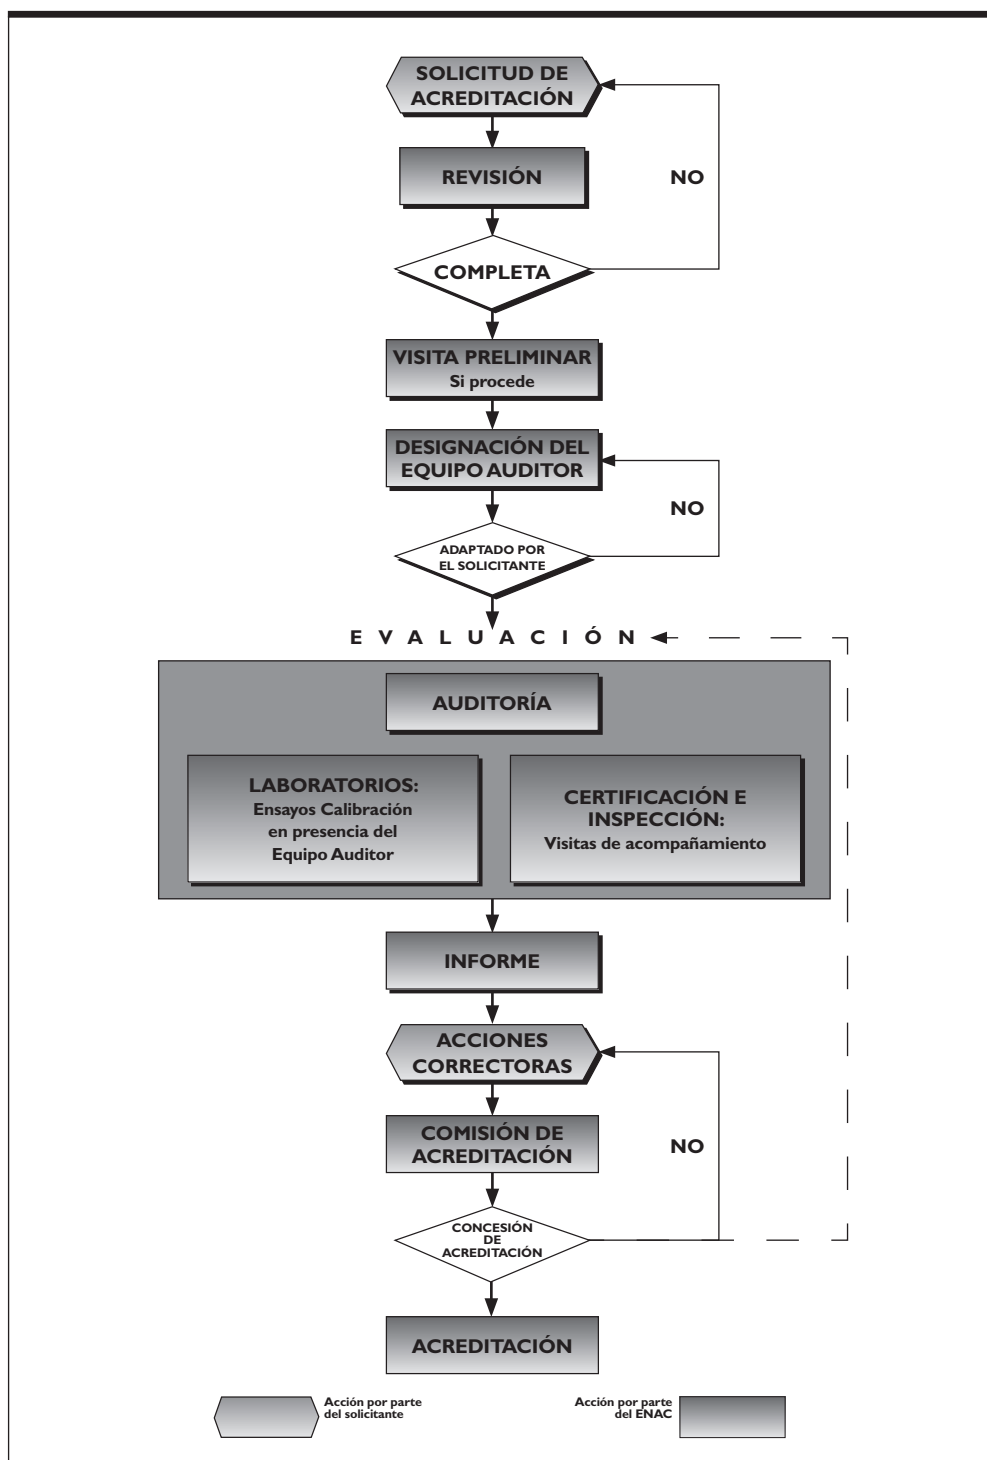 SOLICITUD DE
ACREDITACIÓN
REVISIÓN
NO
COMPLETA
VISITA PRELIMINAR
Si procede
DESIGNACIÓN DEL
EQUIPO AUDITOR
NO
ADAPTADO POR
EL SOLICITANTE
EVALUACIÓN
AUDITORÍA
LABORATORIOS:
Ensayos Calibración
en presencia del
Equipo Auditor
CERTIFICACIÓN E
INSPECCIÓN:
Visitas de acompañamiento
INFORME
ACCIONES
CORRECTORAS
COMISIÓN DE
ACREDITACIÓN
NO
CONCESIÓN
DE
ACREDITACIÓN
ACREDITACIÓN
Acción por parte
del solicitante
Acción por parte
del ENAC